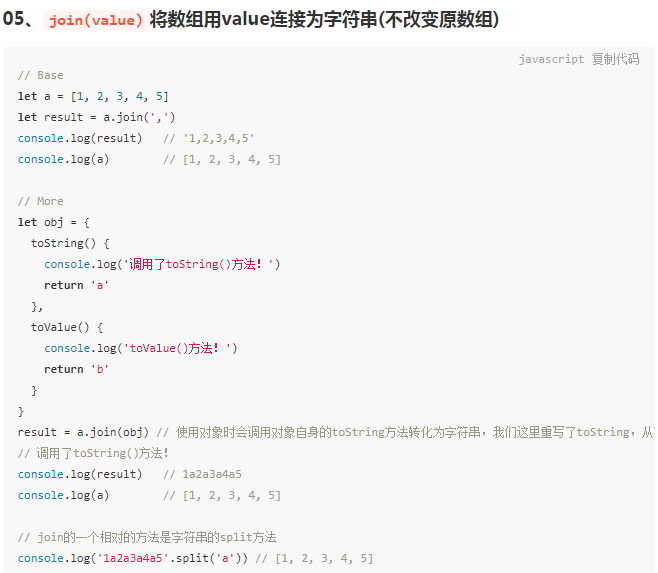 05、 join(value) 将数组用value连接为字符串(不改变原数组)
javascript 复制代码
// Base
let a = [1, 2, 3, 4, 5]
let result = a.join(',')
console.log(result)   // '1,2,3,4,5'
console.log(a)        // [1, 2, 3, 4, 5]
// More
let obj = {
  toString() {
    console.log('调用了toString()方法！')
    return 'a'
  },
  toValue() {
    console.log('toValue()方法！')
    return 'b'
  }
}
result = a.join(obj) // 使用对象时会调用对象自身的toString方法转化为字符串，我们这里重写了toString，从
// 调用了toString()方法！
console.log(result)   // 1a2a3a4a5
console.log(a)        // [1, 2, 3, 4, 5]
// join的一个相对的方法是字符串的split方法
console.log('1a2a3a4a5'.split('a')) // [1, 2, 3, 4, 5]